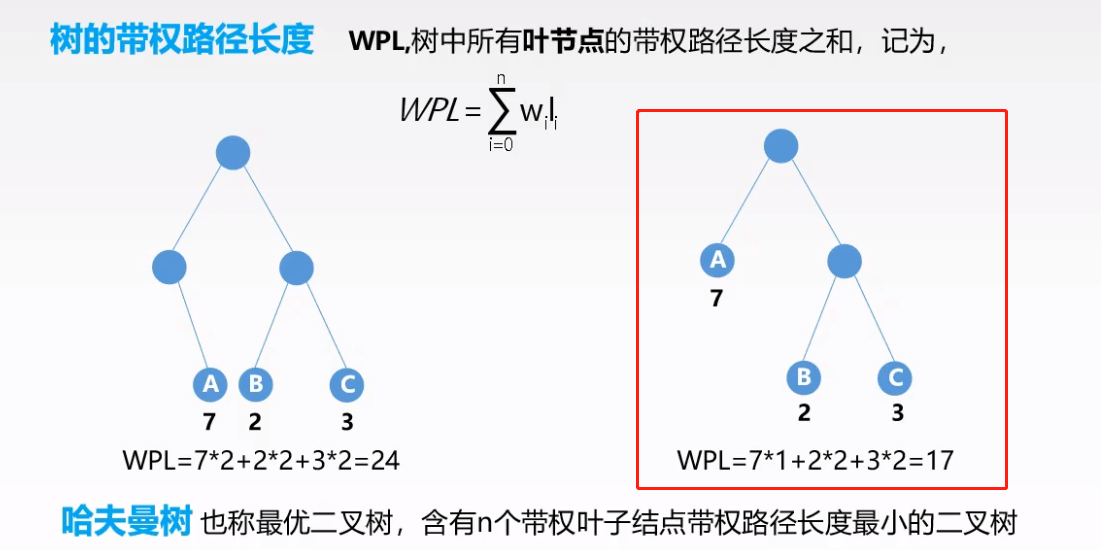 树的带权路径长度 WPL,树中所有叶节点的带权路径长度之和，记为，
n
WPL=∑wᵢlᵢ
i=0
A
7
A B C
7 2 3
B C
2 3
WPL=7*2+2*2+3*2=24
WPL=7*1+2*2+3*2=17
哈夫曼树 也称最优二叉树，含有n个带权叶子结点带权路径长度最小的二叉树